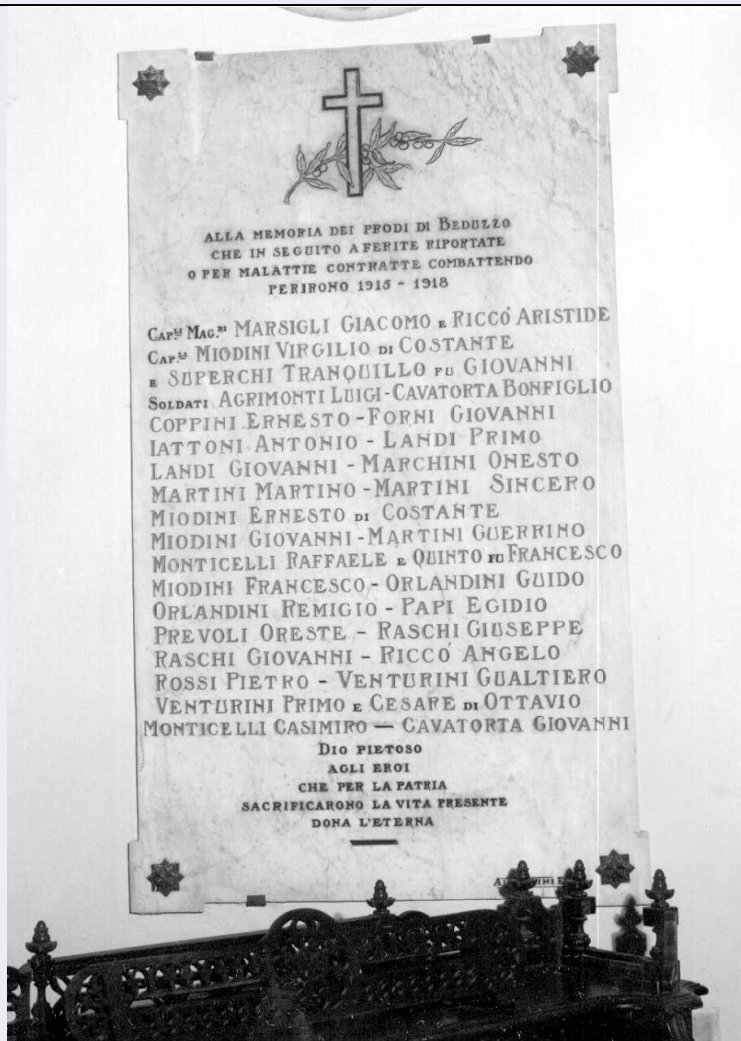 ALLA MEMORIA DEI PRODI DI BEDUZZO
CHE IN SEGUITO A FERITE RIPORTATE
O PER MALATTIE CONTRATTE COMBATTENDO
PERIRONO 1915 - 1918
CAP.LI MAG.RI MARSIGLI GIACOMO E RICCÒ ARISTIDE
CAP.LI MIODINI VIRGILIO DI COSTANTE
E SUPERCHI TRANQUILLO FU GIOVANNI
SOLDATI AGRIMONTI LUIGI - CAVATORTA BONFIGLIO
COPPINI ERNESTO - FORNI GIOVANNI
IATTONI ANTONIO - LANDI PRIMO
LANDI GIOVANNI - MARCHINI ONESTO
MARTINI MARTINO - MARTINI SINCERO
MIODINI ERNESTO DI COSTANTE
MIODINI GIOVANNI - MARTINI GUERRINO
MONTICELLI RAFFAELE E QUINTO FU FRANCESCO
MIODINI FRANCESCO - ORLANDINI GUIDO
ORLANDINI REMIGIO - PAPI EGIDIO
PREVOLI ORESTE - RASCHI GIUSEPPE
RASCHI GIOVANNI - RICCÒ ANGELO
ROSSI PIETRO - VENTURINI GUALTIERO
VENTURINI PRIMO E CESARE DI OTTAVIO
MONTICELLI CASIMIRO — CAVATORTA GIOVANNI
DIO PIETOSO
AGLI EROI
CHE PER LA PATRIA
SACRIFICARONO LA VITA PRESENTE
DONA L'ETERNA